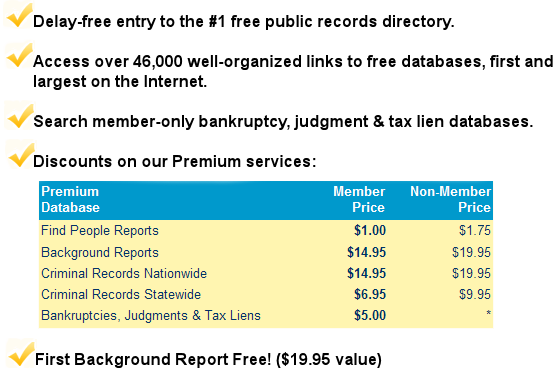 Delay-free entry to the #1 free public records directory.
Access over 46,000 well-organized links to free databases, first and
largest on the Internet.
Search member-only bankruptcy, judgment & tax lien databases.
Discounts on our Premium services:
Premium Database Member Price Non-Member Price
Find People Reports $1.00 $1.75
Background Reports $14.95 $19.95
Criminal Records Nationwide $14.95 $19.95
Criminal Records Statewide $6.95 $9.95
Bankruptcies, Judgments & Tax Liens $5.00 *
First Background Report Free! ($19.95 value)